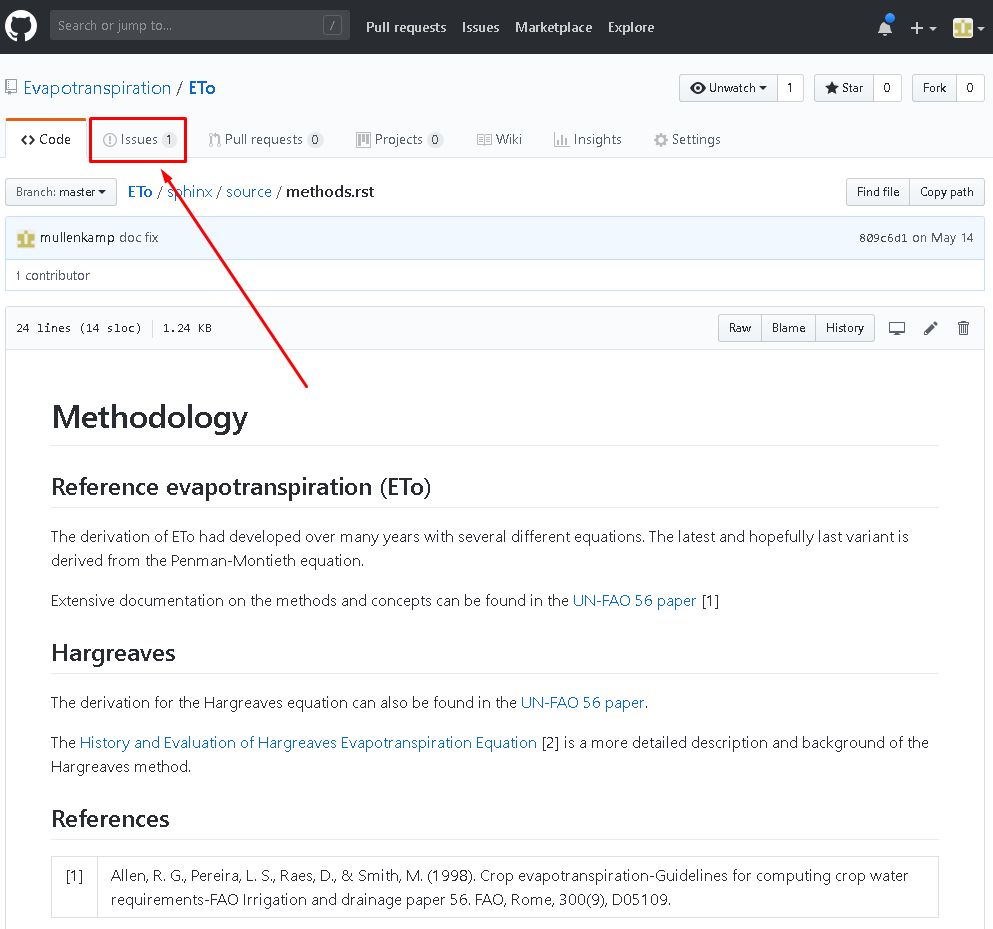 Search or jump to... /
Pull requests Issues Marketplace Explore
Evapotranspiration / ETo
Unwatch 1 Star 0 Fork 0
Code Issues 1 Pull requests 0 Projects 0 Wiki Insights Settings
Branch: master ETo / sphinx / source / methods.rst Find file Copy path
mullenkamp doc fix 809c6d1 on May 14
1 contributor
24 lines (14 sloc) 1.24 KB Raw Blame History
Methodology
Reference evapotranspiration (ETo)
The derivation of ETo had developed over many years with several different equations. The latest and hopefully last variant is
derived from the Penman-Montieth equation.
Extensive documentation on the methods and concepts can be found in the UN-FAO 56 paper [1]
Hargreaves
The derivation for the Hargreaves equation can also be found in the UN-FAO 56 paper.
The History and Evaluation of Hargreaves Evapotranspiration Equation [2] is a more detailed description and background of the
Hargreaves method.
References
[1] Allen, R. G., Pereira, L. S., Raes, D., & Smith, M. (1998). Crop evapotranspiration-Guidelines for computing crop water
requirements-FAO Irrigation and drainage paper 56. FAO, Rome, 300(9), D05109.